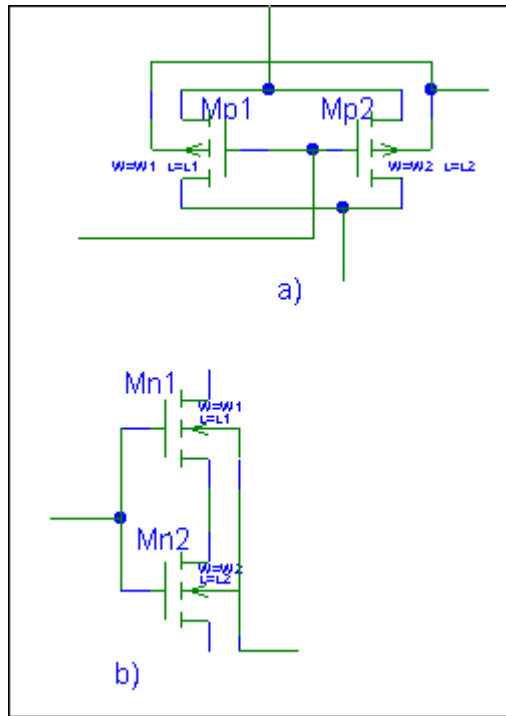 Mp1 Mp2
W=W1 L=L1 W=W2 L=L2
a)
Mn1
W=W1
L=L1
Mn2
W=W2
L=L2
b)